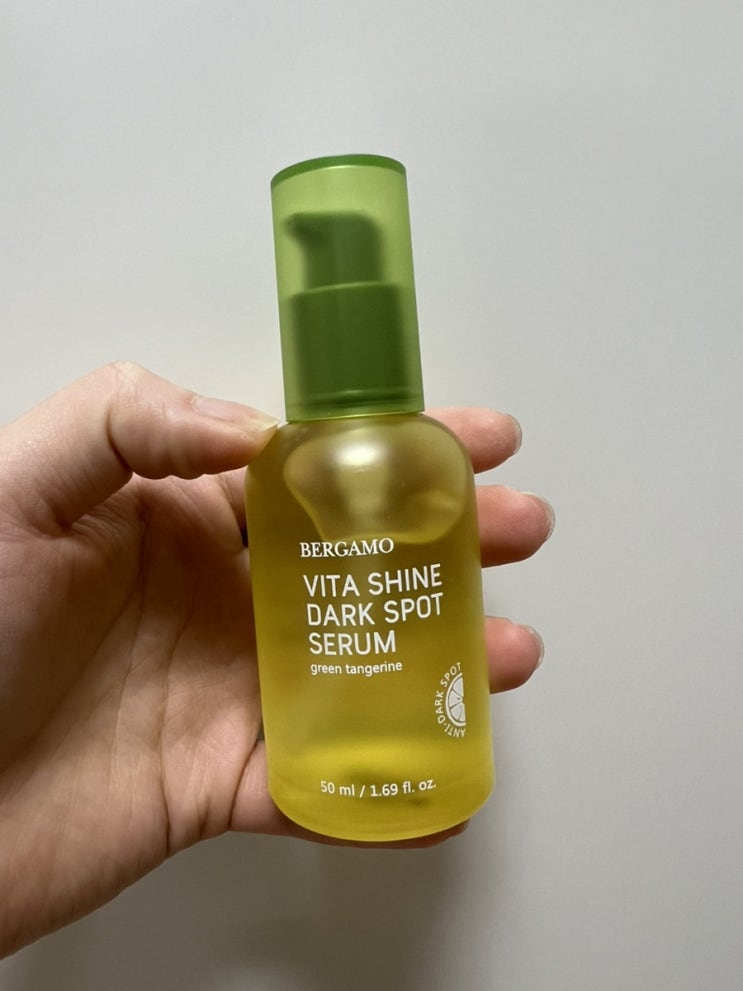 BERGAMO
VITA SHINE
DARK SPOT
SERUM
green tangerine
ANTI-DARK SPOT
50 ml / 1.69 fl. oz.